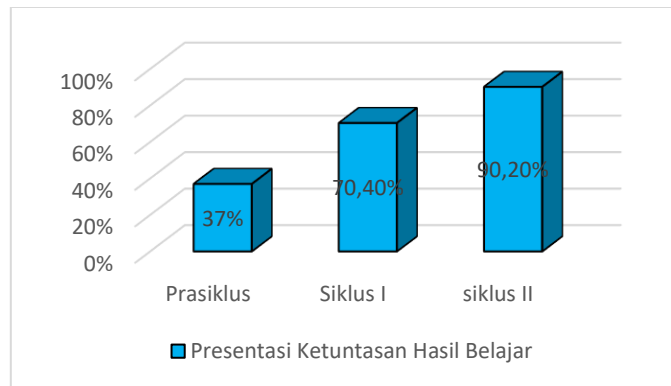 100%
80%
60%
40%
20%
0%
37%
70,40%
90,20%
Prasiklus
Siklus I
siklus II
Presentasi Ketuntasan Hasil Belajar